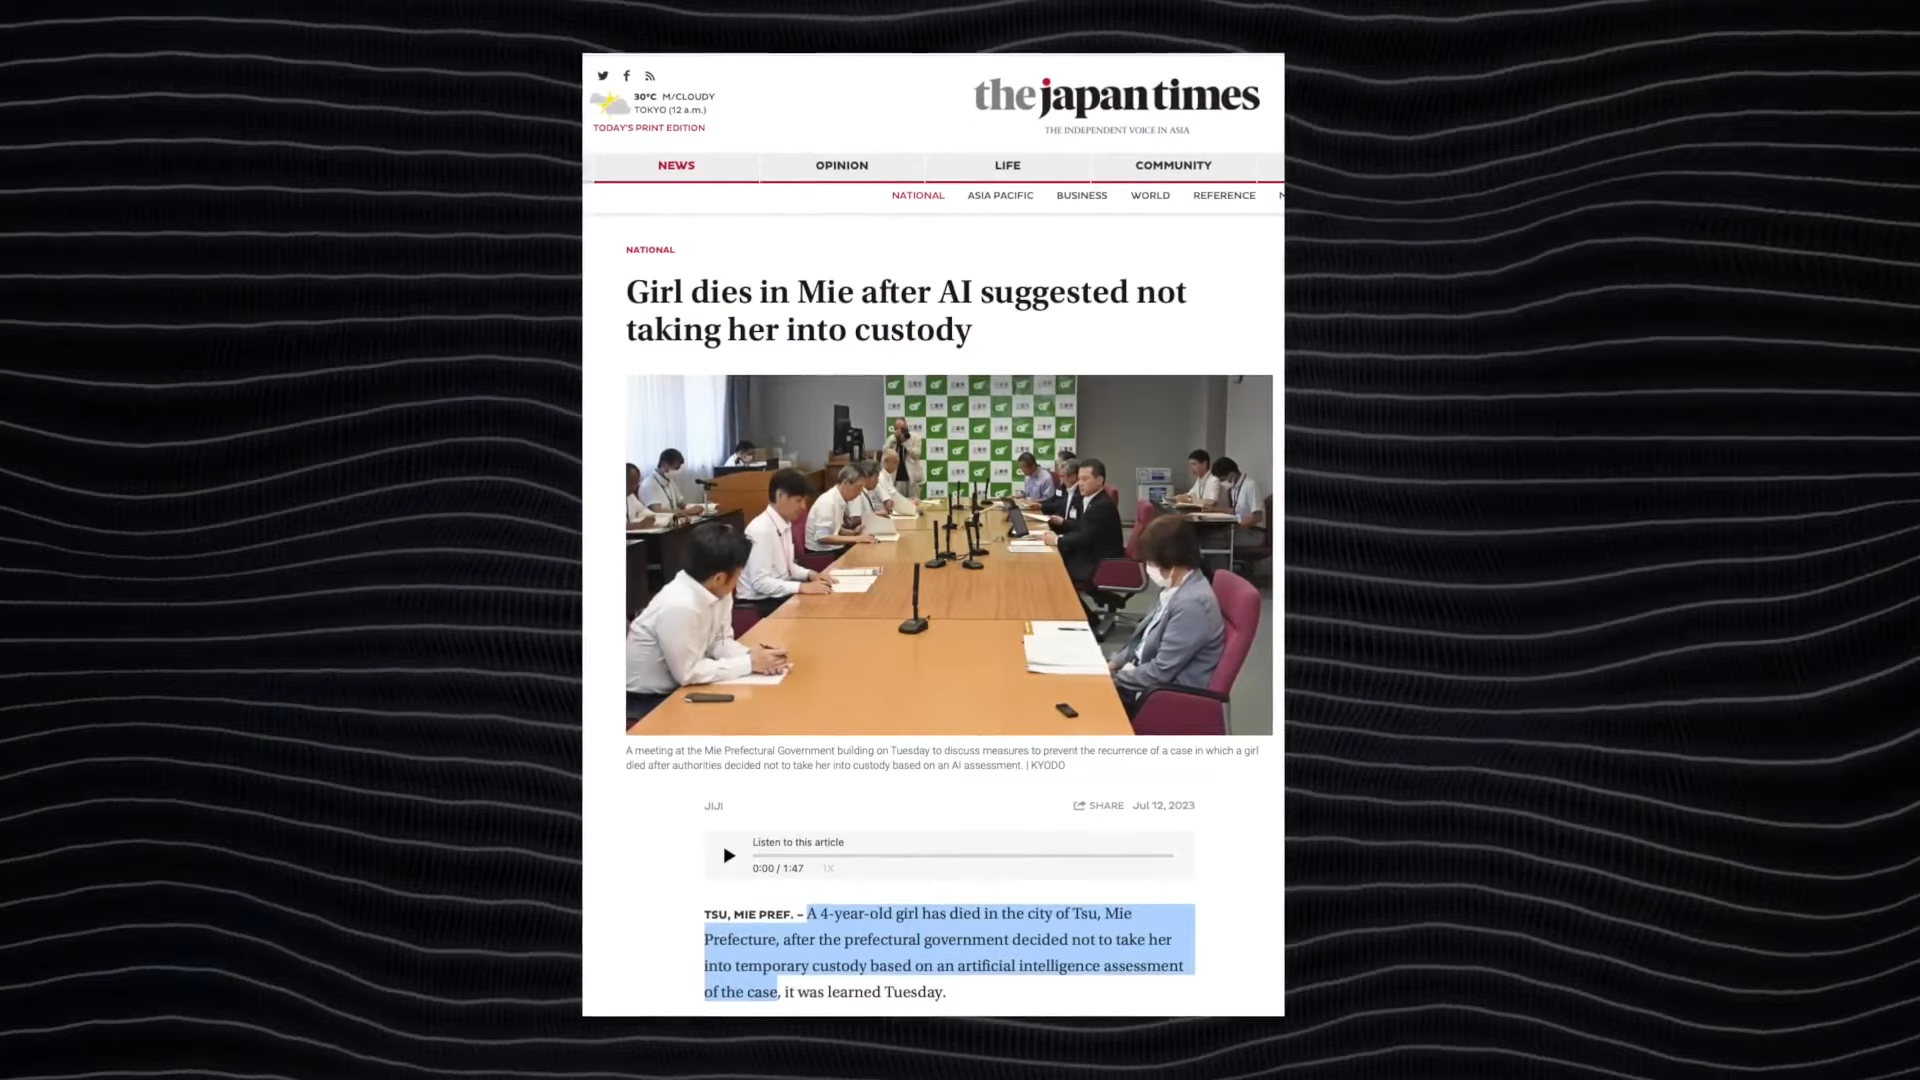 30°C M/CLOUDY
TOKYO (12 a.m.)
TODAY'S PRINT EDITION
the japan times
THE INDEPENDENT VOICE IN ASIA
NEWS OPINION LIFE COMMUNITY
NATIONAL ASIA PACIFIC BUSINESS WORLD REFERENCE
NATIONAL
Girl dies in Mie after AI suggested not
taking her into custody
A meeting at the Mie Prefectural Government building on Tuesday to discuss measures to prevent the recurrence of a case in which a girl
died after authorities decided not to take her into custody based on an AI assessment. | KYODO
JIJI
SHARE Jul 12, 2023
Listen to this article
0:00 / 1:47 1X
TSU, MIE PREF. – A 4-year-old girl has died in the city of Tsu, Mie
Prefecture, after the prefectural government decided not to take her
into temporary custody based on an artificial intelligence assessment
of the case, it was learned Tuesday.